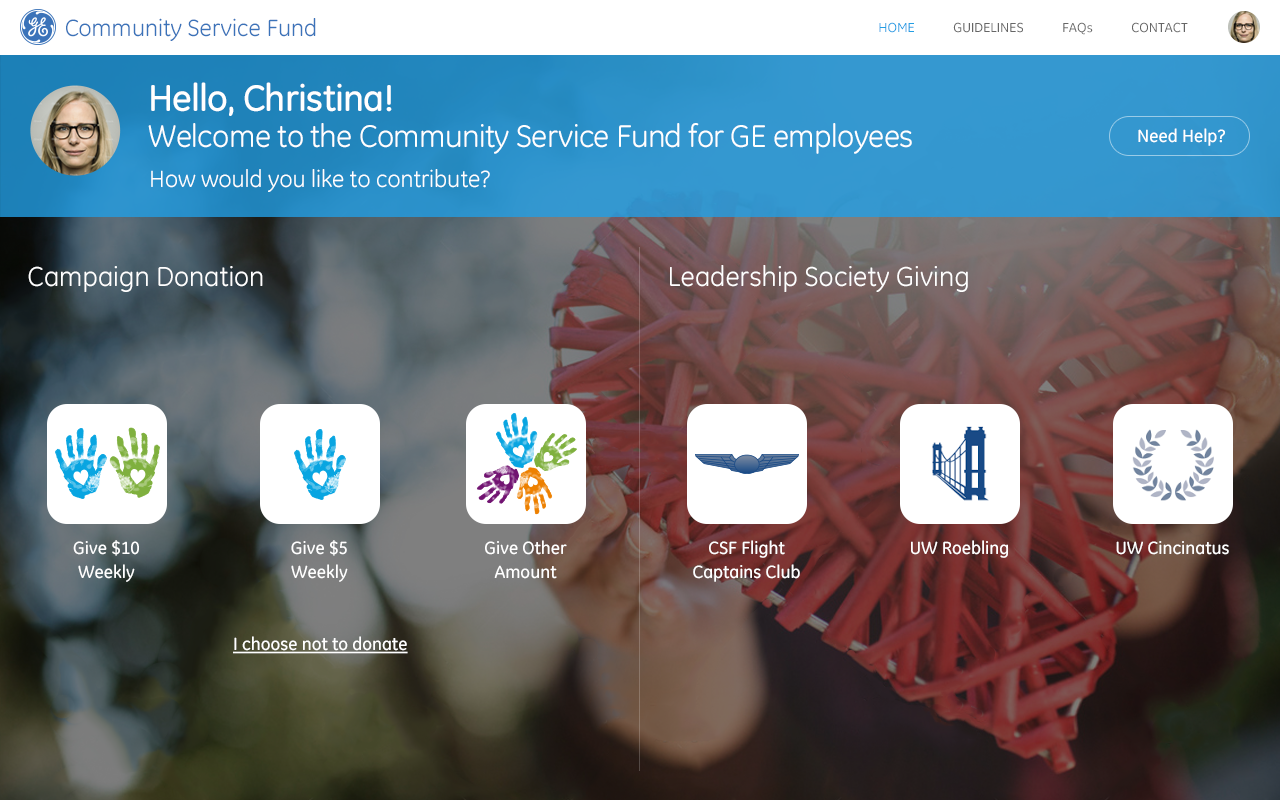 GE Community Service Fund
HOME GUIDELINES FAQs CONTACT
Hello, Christina!
Welcome to the Community Service Fund for GE employees
How would you like to contribute?
Need Help?
Campaign Donation
Leadership Society Giving
Give $10
Weekly
Give $5
Weekly
Give Other
Amount
CSF Flight
Captains Club
UW Roebling
UW Cincinatus
I choose not to donate